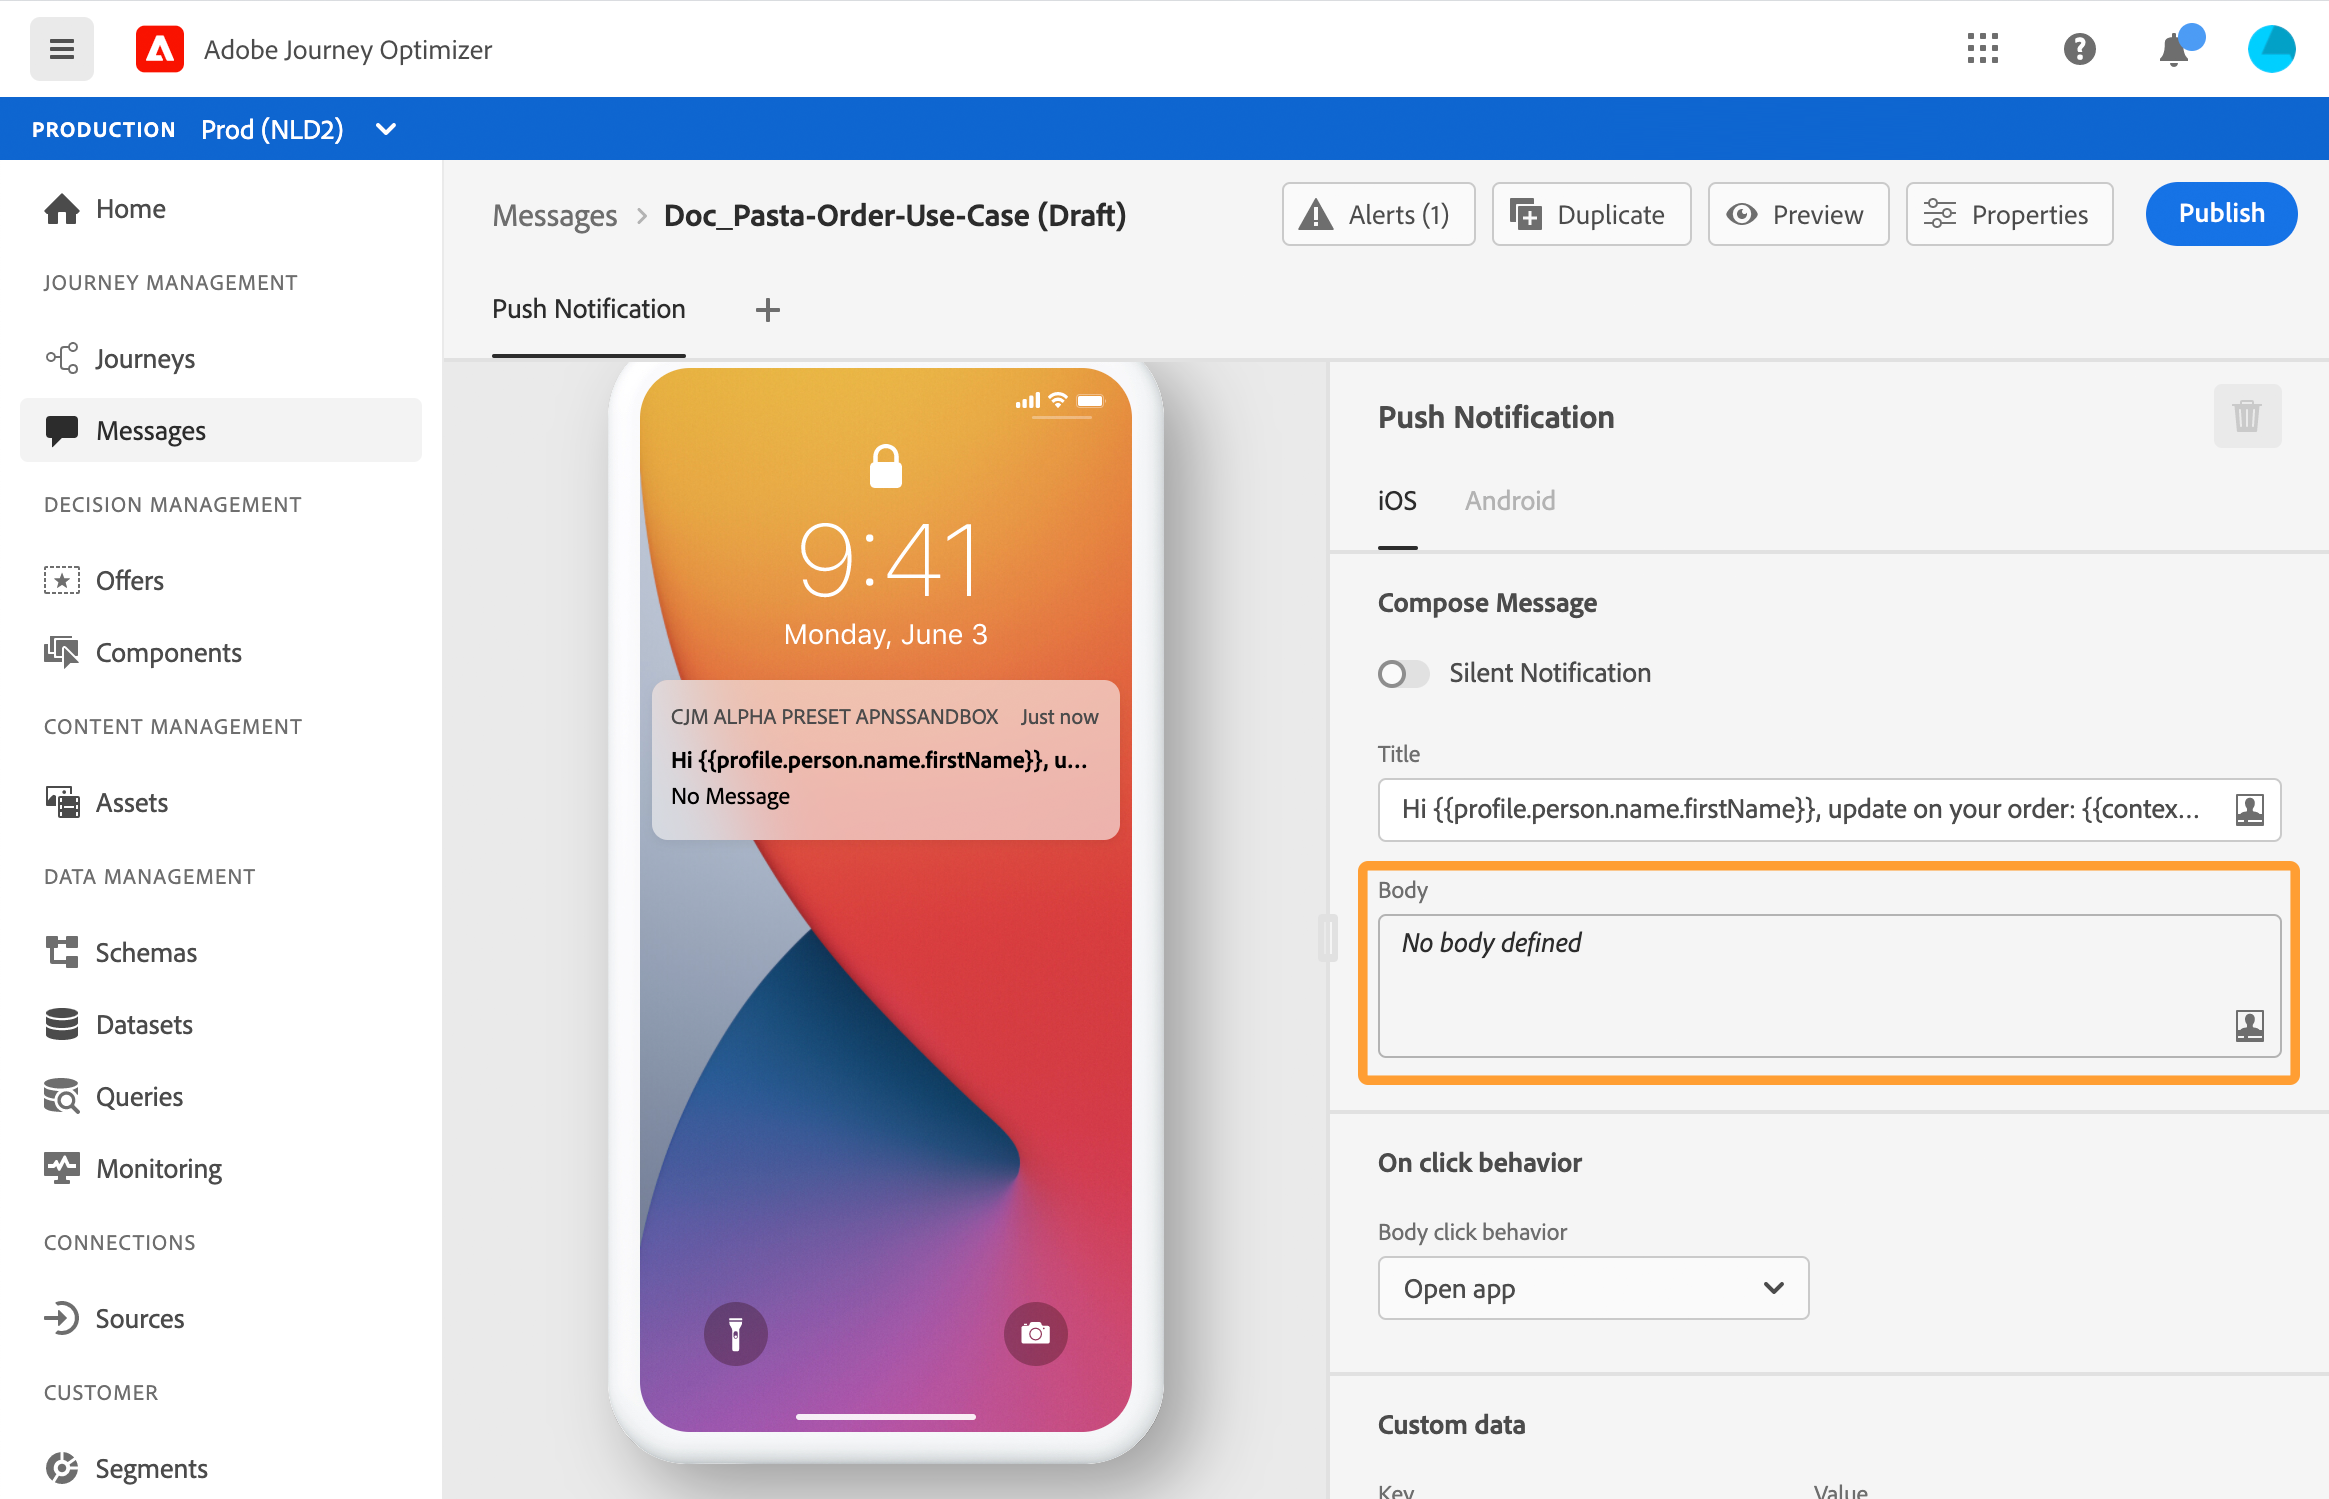 Adobe Journey Optimizer
PRODUCTION Prod (NLD2)
Home
JOURNEY MANAGEMENT
Journeys
Messages
DECISION MANAGEMENT
Offers
Components
CONTENT MANAGEMENT
Assets
DATA MANAGEMENT
Schemas
Datasets
Queries
Monitoring
CONNECTIONS
Sources
CUSTOMER
Segments
Messages > Doc_Pasta-Order-Use-Case (Draft)
Alerts (1)
Duplicate
Preview
Properties
Publish
Push Notification +
9:41
Monday, June 3
CJM ALPHA PRESET APNSSANDBOX Just now
Hi {{profile.person.name.firstName}}, u...
No Message
Push Notification
iOS Android
Compose Message
Silent Notification
Title
Hi {{profile.person.name.firstName}}, update on your order: {{contex...
Body
No body defined
On click behavior
Body click behavior
Open app
Custom data
Key Value